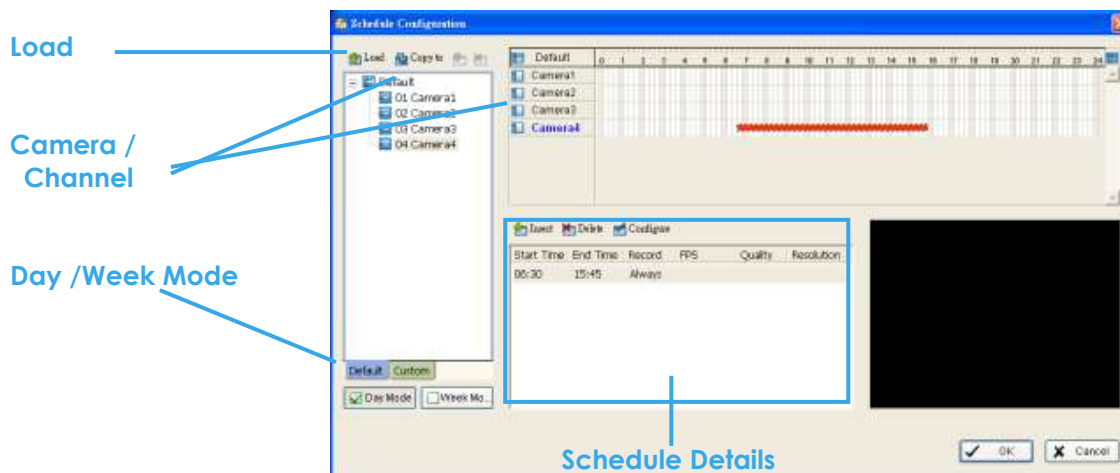 Schedule Configuration
Load
Load Copy to
Default 0 1 2 3 4 5 6 7 8 9 10 11 12 13 14 15 16 17 18 19 20 21 22 23 24
Default
Camera1
01 Camera1
Camera2
02 Camera2
Camera3
03 Camera3
Camera4
04 Camera4
Camera /
Channel
Insert Delete Configure
Start Time End Time Record FPS Quality Resolution
06:30 15:45 Always
Day /Week Mode
Default Custom
Day Mode Week Mo...
Schedule Details
OK Cancel